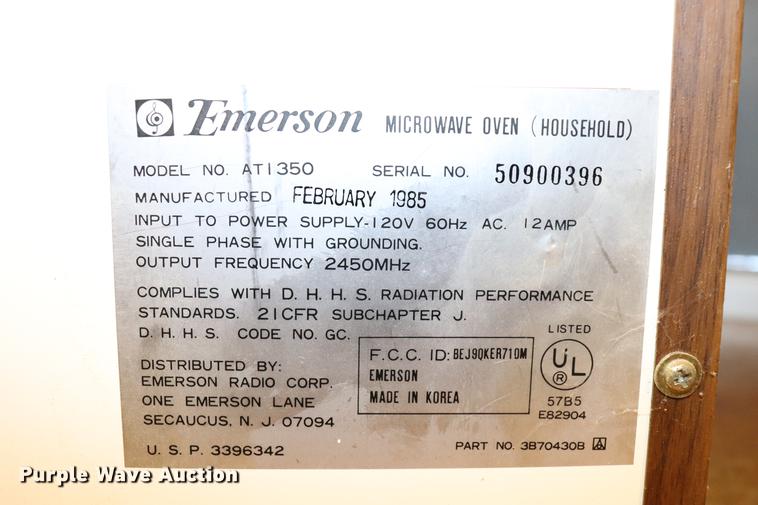 Emerson MICROWAVE OVEN (HOUSEHOLD)
MODEL NO. AT1350 SERIAL NO. 50900396
MANUFACTURED FEBRUARY 1985
INPUT TO POWER SUPPLY-120V 60Hz AC. 12AMP
SINGLE PHASE WITH GROUNDING.
OUTPUT FREQUENCY 2450MHz
COMPLIES WITH D. H. H. S. RADIATION PERFORMANCE
STANDARDS. 21CFR SUBCHAPTER J.
D. H. H. S. CODE NO. GC.
DISTRIBUTED BY:
EMERSON RADIO CORP.
ONE EMERSON LANE
SECAUCUS, N. J. 07094
F.C.C. ID: BEJ9QKER710M
EMERSON
MADE IN KOREA
LISTED
UL
®
57B5
E82904
U. S. P. 3396342
PART NO. 3B70430B A
Purple Wave Auction